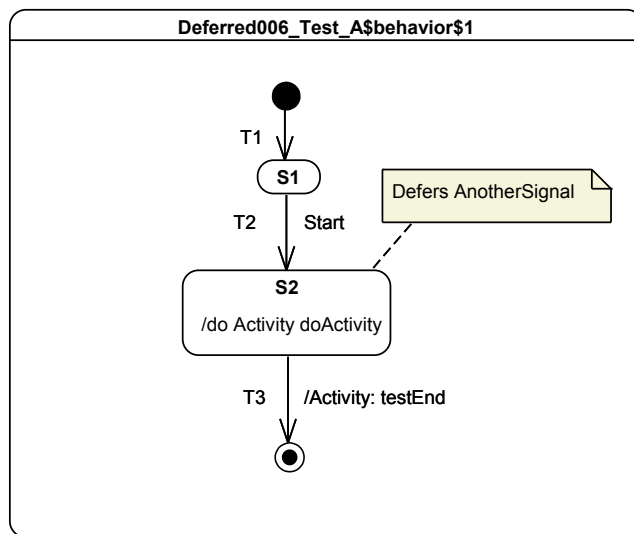 Deferred006_Test_A$behavior$1
T1
S1
Defers AnotherSignal
T2 Start
S2
/do Activity doActivity
T3 /Activity: testEnd